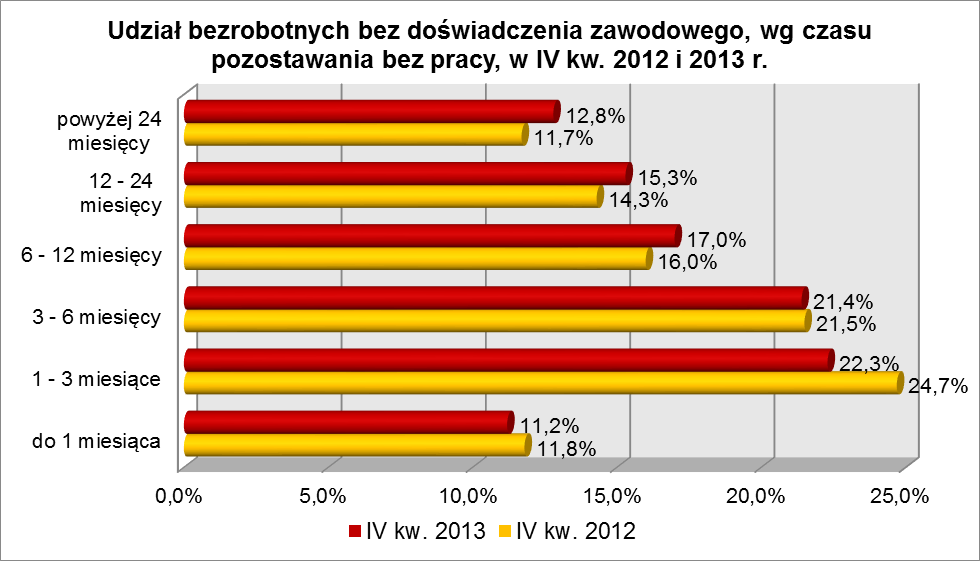 Udział bezrobotnych bez doświadczenia zawodowego, wg czasu
pozostawania bez pracy, w IV kw. 2012 i 2013 r.
powyżej 24
miesięcy
12,8%
11,7%
12 - 24
miesięcy
15,3%
14,3%
6 - 12 miesięcy
17,0%
16,0%
3 - 6 miesięcy
21,4%
21,5%
1 - 3 miesiące
22,3%
24,7%
do 1 miesiąca
11,2%
11,8%
0,0% 5,0% 10,0% 15,0% 20,0% 25,0%
IV kw. 2013 IV kw. 2012